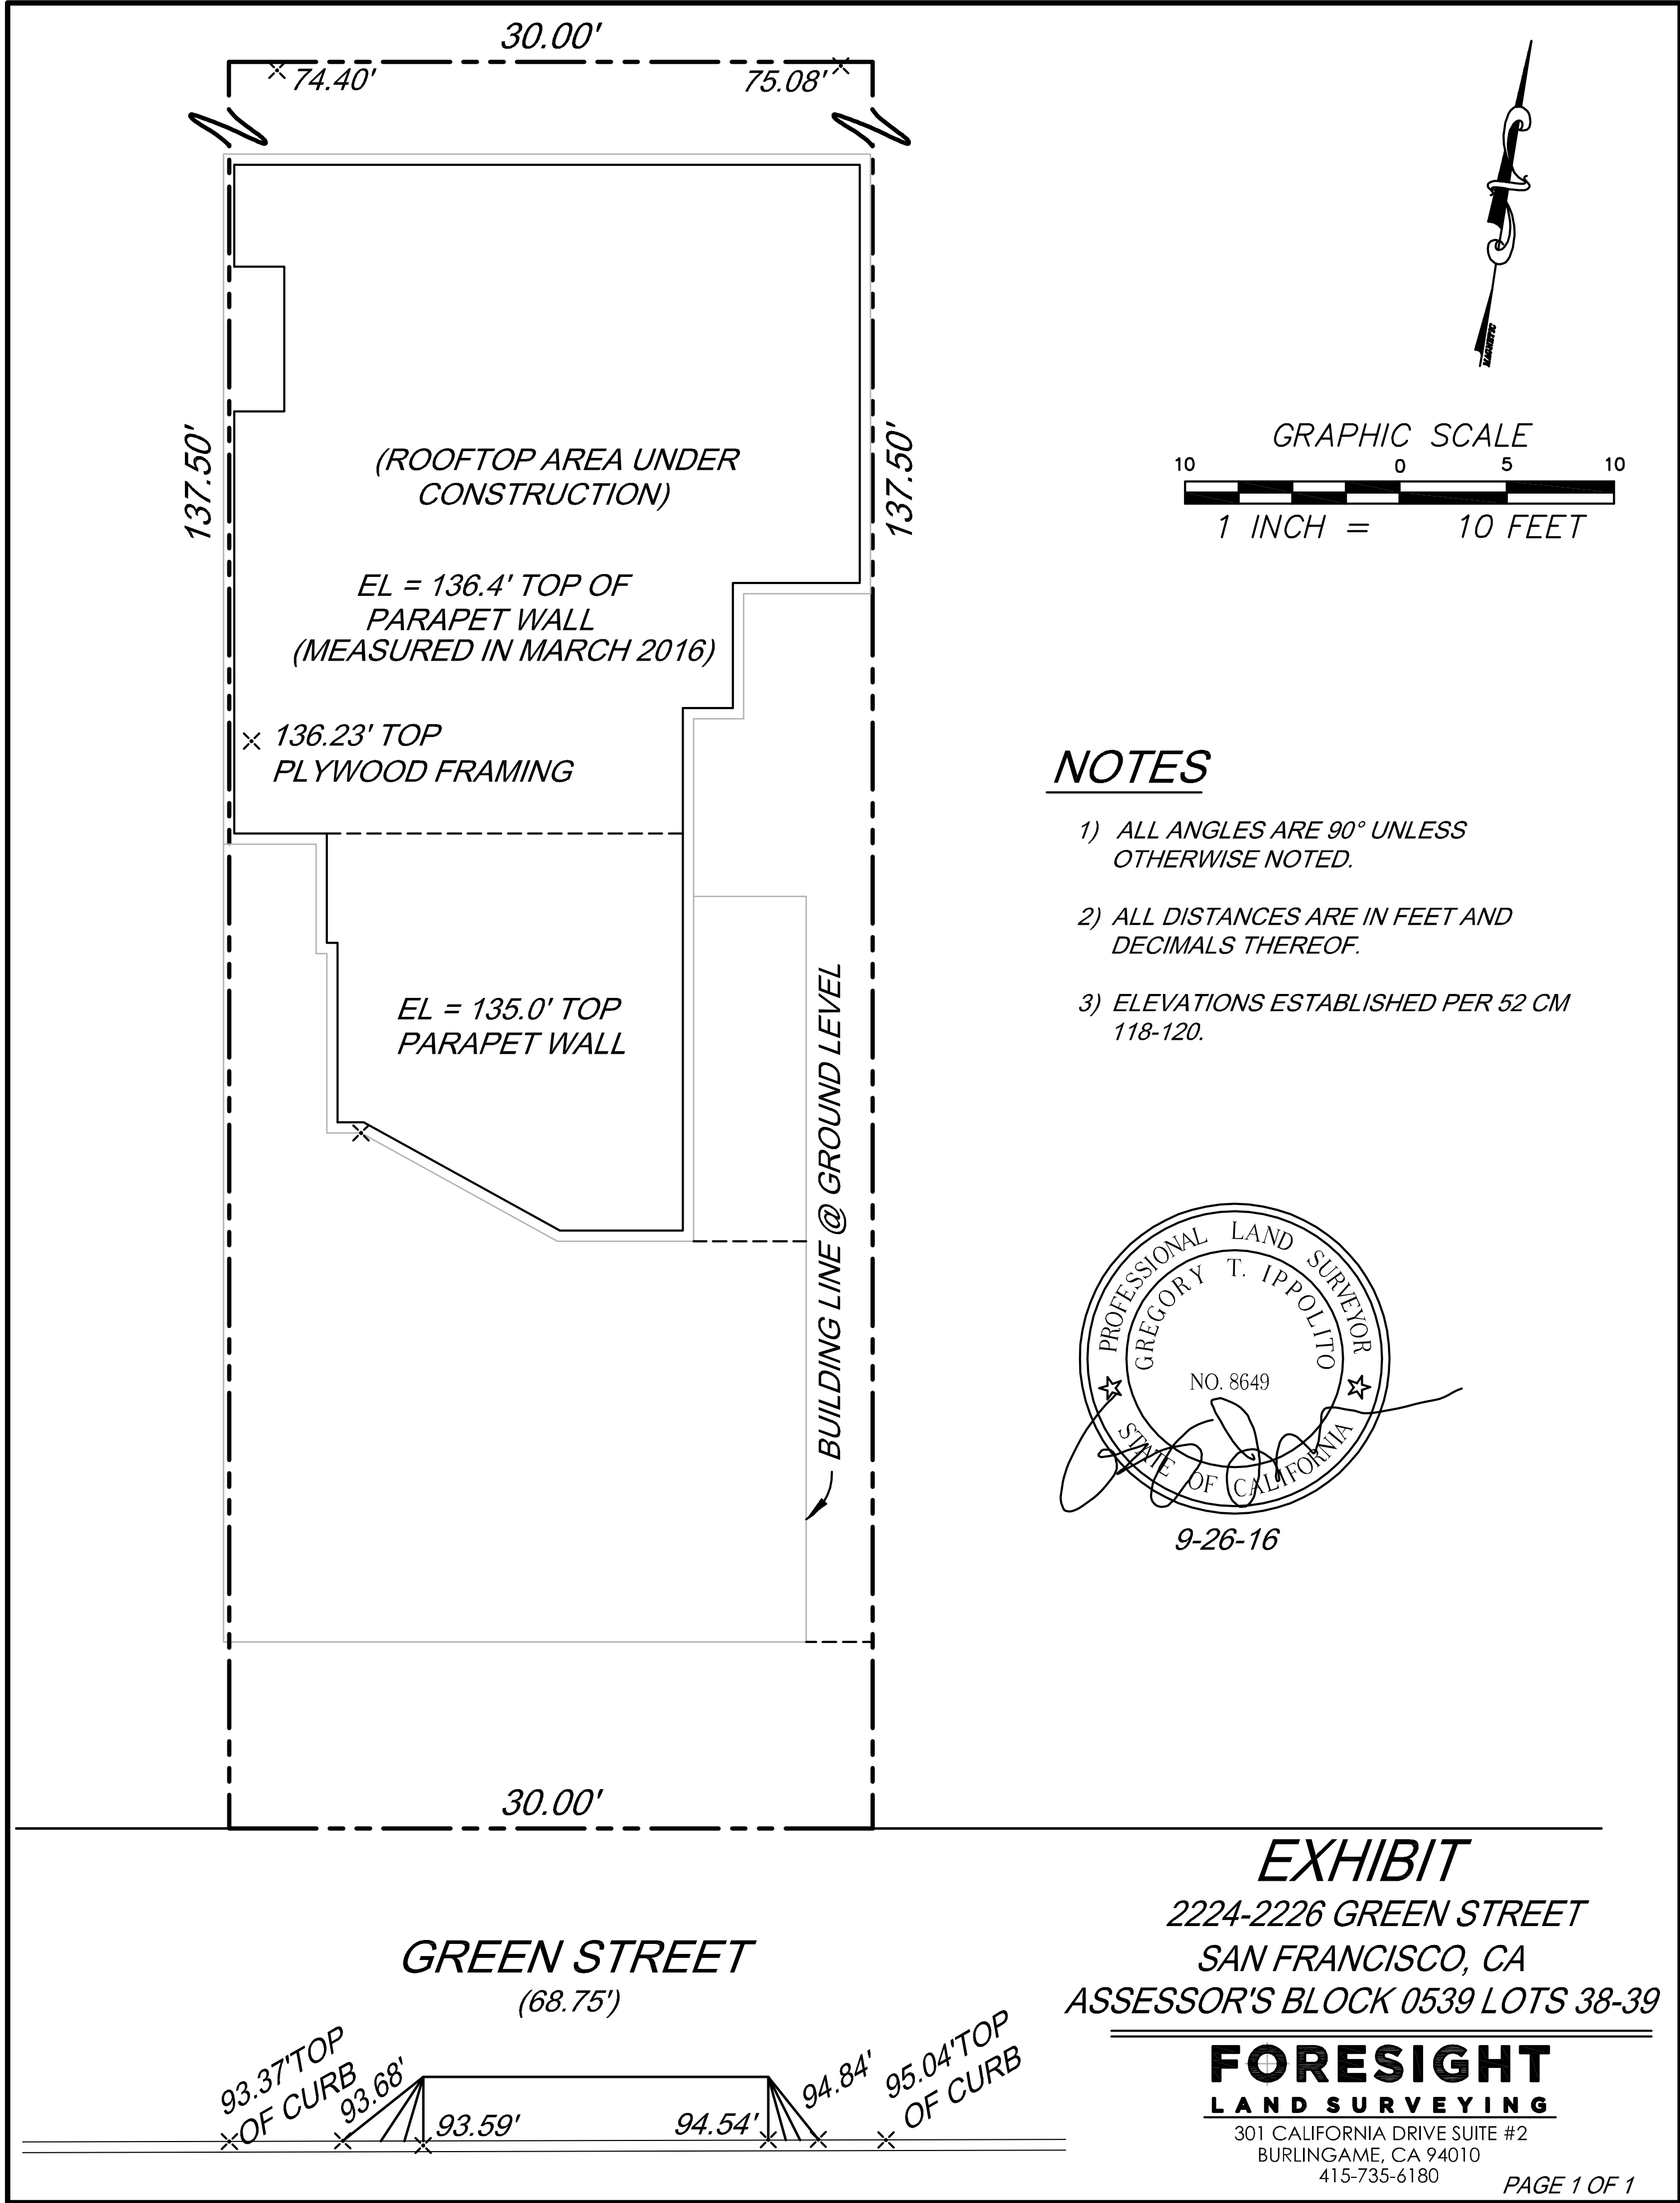 30.00'
74.40'
75.08'
137.50'
137.50'
(ROOFTOP AREA UNDER
CONSTRUCTION)
EL = 136.4' TOP OF
PARAPET WALL
(MEASURED IN MARCH 2016)
136.23' TOP
PLYWOOD FRAMING
EL = 135.0' TOP
PARAPET WALL
BUILDING LINE @ GROUND LEVEL
30.00'
MAGNETIC
GRAPHIC SCALE
10 0 5 10
1 INCH = 10 FEET
NOTES
1) ALL ANGLES ARE 90° UNLESS
OTHERWISE NOTED.
2) ALL DISTANCES ARE IN FEET AND
DECIMALS THEREOF.
3) ELEVATIONS ESTABLISHED PER 52 CM
118-120.
PROFESSIONAL LAND SURVEYOR
GREGORY T. IPPOLITO
NO. 8649
STATE OF CALIFORNIA
9-26-16
GREEN STREET
(68.75')
93.37'TOP
OF CURB
93.68'
93.59'
94.54'
94.84'
95.04'TOP
OF CURB
EXHIBIT
2224-2226 GREEN STREET
SAN FRANCISCO, CA
ASSESSOR'S BLOCK 0539 LOTS 38-39
FORESIGHT
LAND SURVEYING
301 CALIFORNIA DRIVE SUITE #2
BURLINGAME, CA 94010
415-735-6180
PAGE 1 OF 1